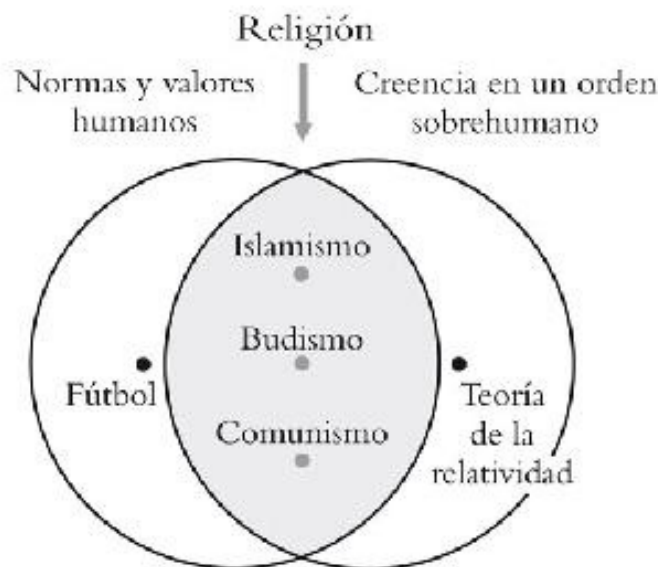 Religión
Normas y valores
humanos
Creencia en un orden
sobrehumano
Islamismo
Budismo
Comunismo
Fútbol
Teoría
de la
relatividad